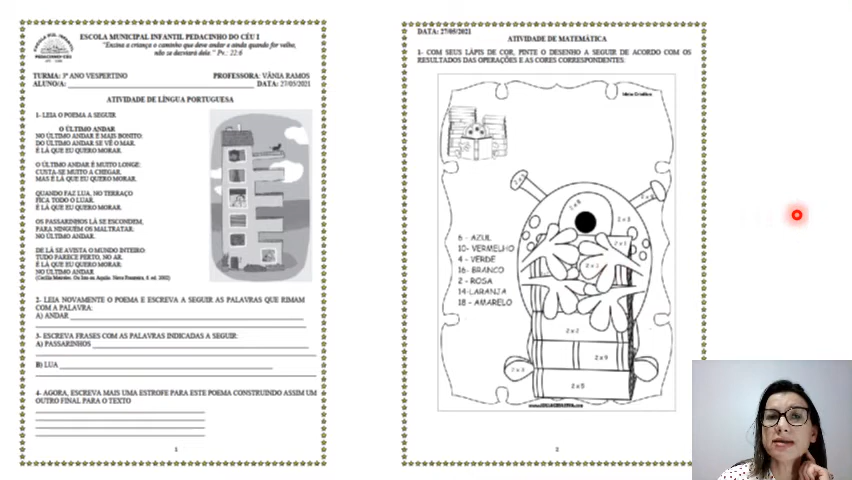 ESCOLA MUNICIPAL INFANTIL PEDACINHO DO CÉU I
"Ensina a criança o caminho que deve andar e ainda quando for velho,
não se desviará dela." Pv.: 22:6
TURMA: 3º ANO VESPERTINO PROFESSORA: VÂNIA RAMOS
ALUNO/A: DATA: 27/05/2021
ATIVIDADE DE LÍNGUA PORTUGUESA
1- LEIA O POEMA A SEGUIR
O ÚLTIMO ANDAR
NO ÚLTIMO ANDAR É MAIS BONITO:
DO ÚLTIMO ANDAR SE VÊ O MAR.
É LÁ QUE EU QUERO MORAR.
O ÚLTIMO ANDAR É MUITO LONGE:
CUSTA-SE MUITO A CHEGAR.
MAS É LÁ QUE EU QUERO MORAR.
QUANDO FAZ LUA, NO TERRAÇO
FICA TODO O LUAR.
É LÁ QUE EU QUERO MORAR.
OS PASSARINHOS LÁ SE ESCONDEM,
PARA NINGUÉM OS MALTRATAR:
NO ÚLTIMO ANDAR.
DE LÁ SE AVISTA O MUNDO INTEIRO:
TUDO PARECE PERTO, NO AR.
É LÁ QUE EU QUERO MORAR:
NO ÚLTIMO ANDAR
2- LEIA NOVAMENTE O POEMA E ESCREVA A SEGUIR AS PALAVRAS QUE RIMAM
COM A PALAVRA:
A) ANDAR
3- ESCREVA FRASES COM AS PALAVRAS INDICADAS A SEGUIR:
A) PASSARINHOS
B) LUA
4- AGORA, ESCREVA MAIS UMA ESTROFE PARA ESTE POEMA CONSTRUINDO ASSIM UM
OUTRO FINAL PARA O TEXTO
1
DATA: 27/05/2021
ATIVIDADE DE MATEMÁTICA
1- COM SEUS LÁPIS DE COR, PINTE O DESENHO A SEGUIR DE ACORDO COM OS
RESULTADOS DAS OPERAÇÕES E AS CORES CORRESPONDENTES:
6 - AZUL
10- VERMELHO
4 - VERDE
16- BRANCO
2 - ROSA
14-LARANJA
18 - AMARELO
2 x 2
2 x 9
2 x 5
2